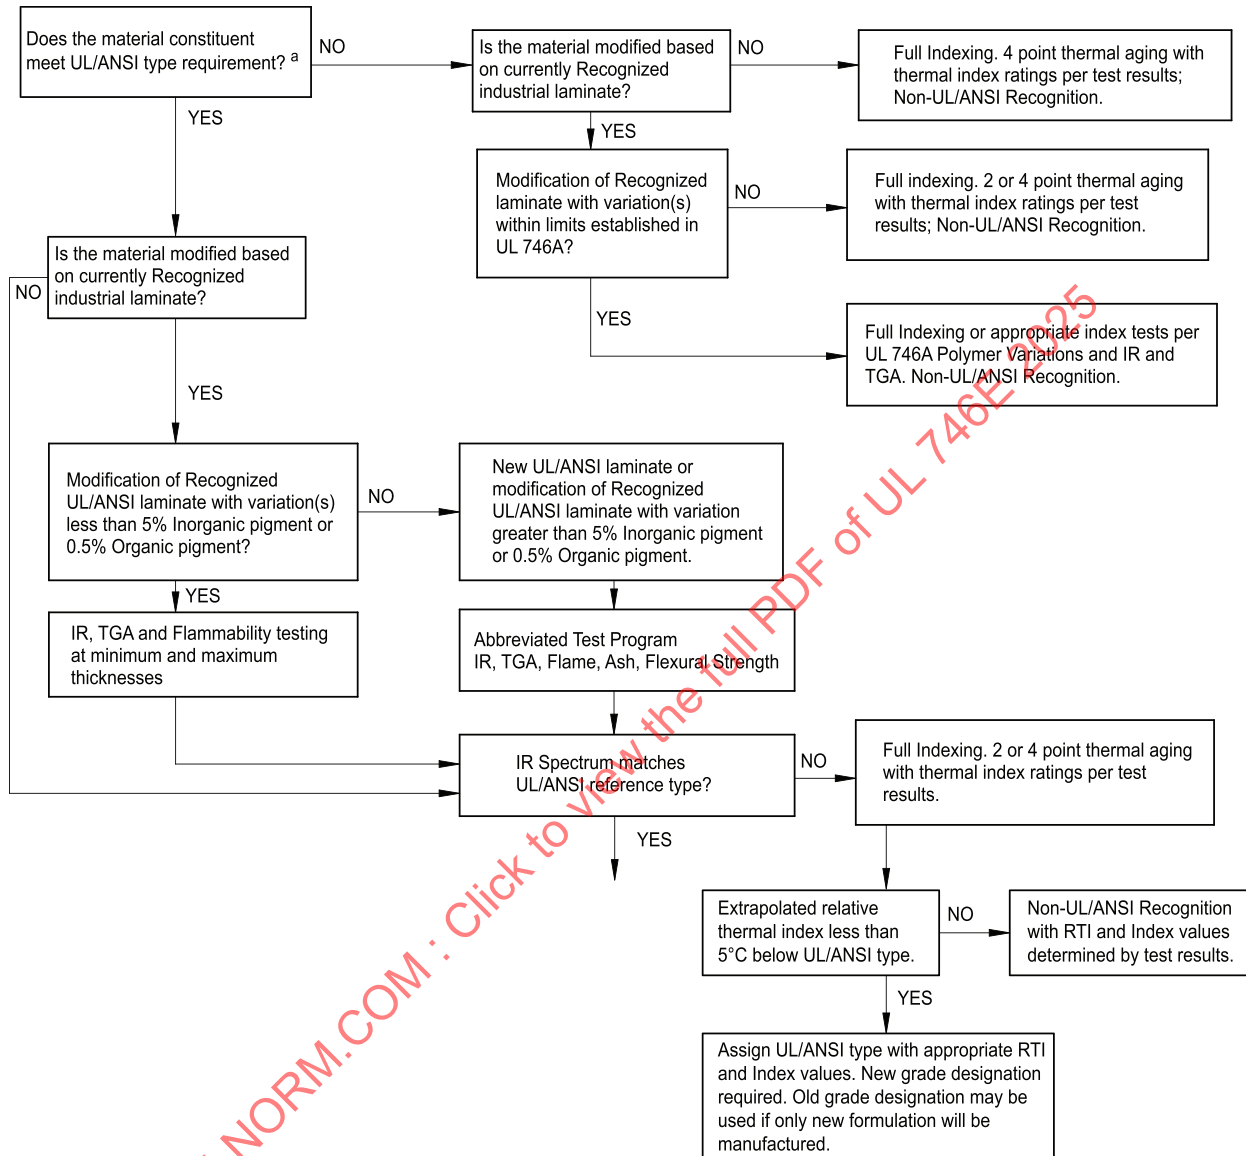 Does the material constituent
meet UL/ANSI type requirement? a
NO
Is the material modified based
on currently Recognized
industrial laminate?
NO
Full Indexing. 4 point thermal aging with
thermal index ratings per test results;
Non-UL/ANSI Recognition.
YES
YES
Modification of Recognized
laminate with variation(s)
within limits established in
UL 746A?
NO
Full indexing. 2 or 4 point thermal aging
with thermal index ratings per test
results; Non-UL/ANSI Recognition.
Is the material modified based
on currently Recognized
industrial laminate?
NO
YES
Full Indexing or appropriate index tests per
UL 746A Polymer Variations and IR and
TGA. Non-UL/ANSI Recognition.
YES
Modification of Recognized
UL/ANSI laminate with variation(s)
less than 5% Inorganic pigment or
0.5% Organic pigment?
NO
New UL/ANSI laminate or
modification of Recognized
UL/ANSI laminate with variation
greater than 5% Inorganic pigment
or 0.5% Organic pigment.
YES
IR, TGA and Flammability testing
at minimum and maximum
thicknesses
Abbreviated Test Program
IR, TGA, Flame, Ash, Flexural Strength
IR Spectrum matches
UL/ANSI reference type?
NO
Full Indexing. 2 or 4 point thermal aging
with thermal index ratings per test
results.
YES
Extrapolated relative
thermal index less than
5°C below UL/ANSI type.
NO
Non-UL/ANSI Recognition
with RTI and Index values
determined by test results.
YES
Assign UL/ANSI type with appropriate RTI
and Index values. New grade designation
required. Old grade designation may be
used if only new formulation will be
manufactured.
NORM.COM : Click to view the full PDF of UL 746E 2025